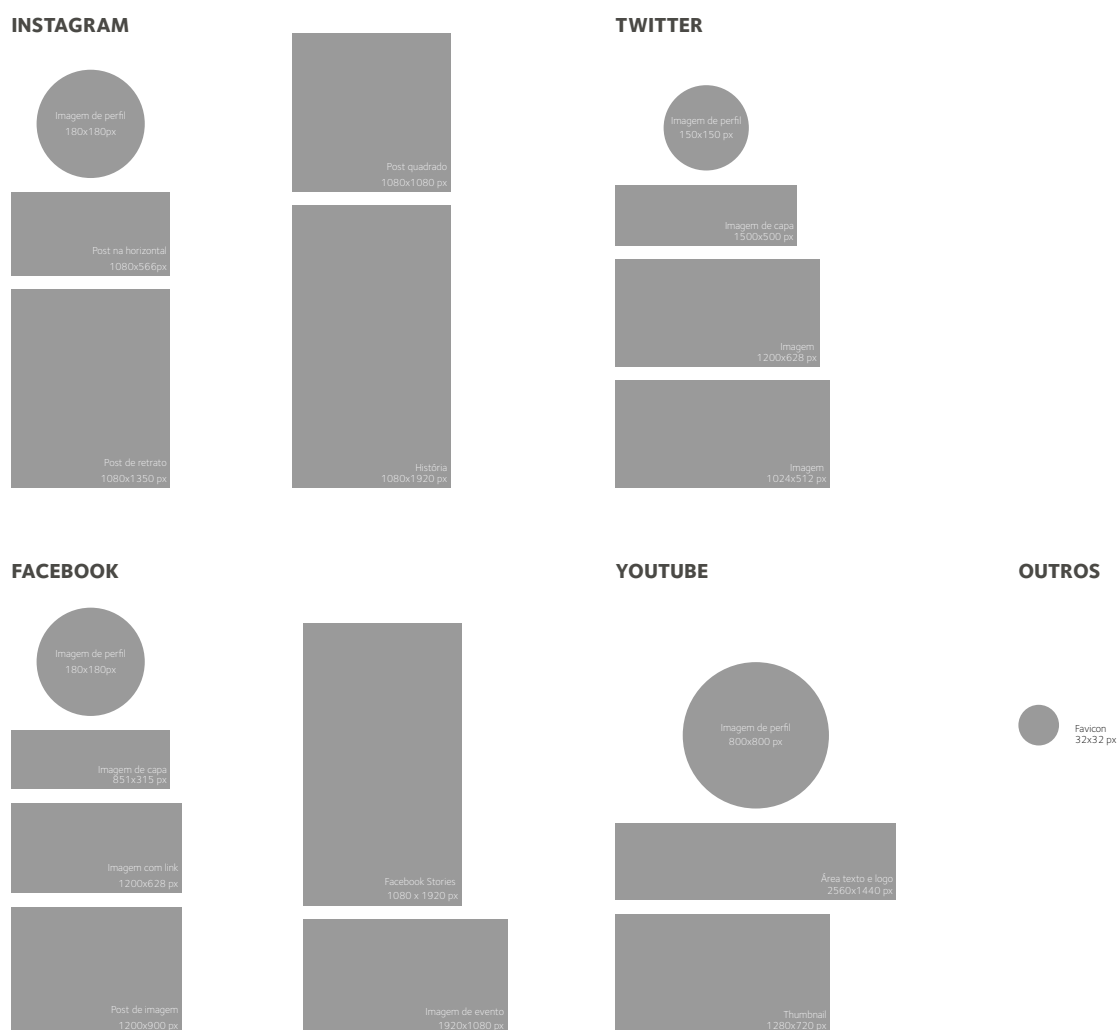 INSTAGRAM
Imagem de perfil
180x180px
Post na horizontal
1080x566px
Post de retrato
1080x1350 px
Post quadrado
1080x1080 px
História
1080x1920 px
TWITTER
Imagem de perfil
150x150 px
Imagem de capa
1500x500 px
Imagem
1200x628 px
Imagem
1024x512 px
FACEBOOK
Imagem de perfil
180x180px
Imagem de capa
851x315 px
Imagem com link
1200x628 px
Post de imagem
1200x900 px
Facebook Stories
1080 x 1920 px
Imagem de evento
1920x1080 px
YOUTUBE
Imagem de perfil
800x800 px
Área texto e logo
2560x1440 px
Thumbnail
1280x720 px
OUTROS
Favicon
32x32 px